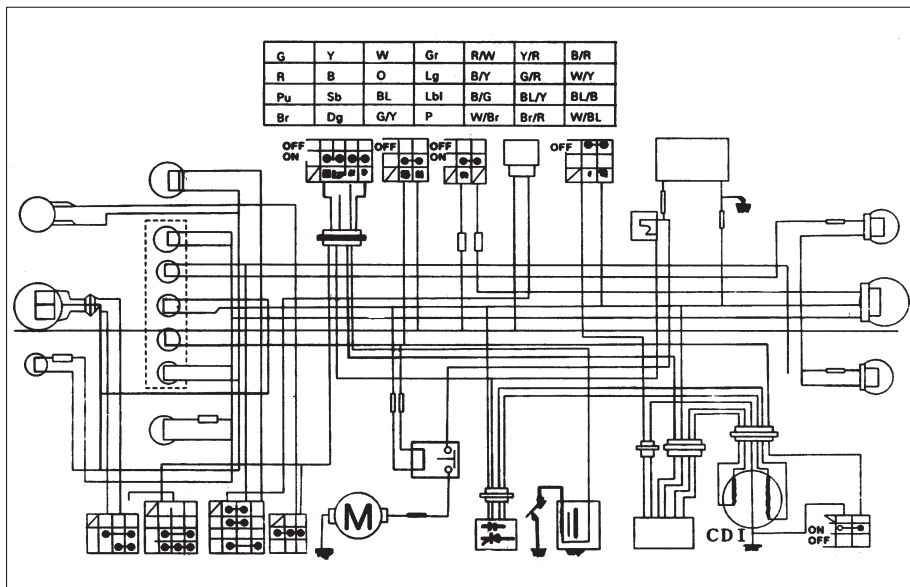 G Y W Gr R/W Y/R B/R
R B O Lg B/Y G/R W/Y
Pu Sb BL Lbl B/G BL/Y BL/B
Br Dg G/Y P W/Br Br/R W/BL
OFF OFF OFF OFF
ON ON
M
CDI
ON
OFF